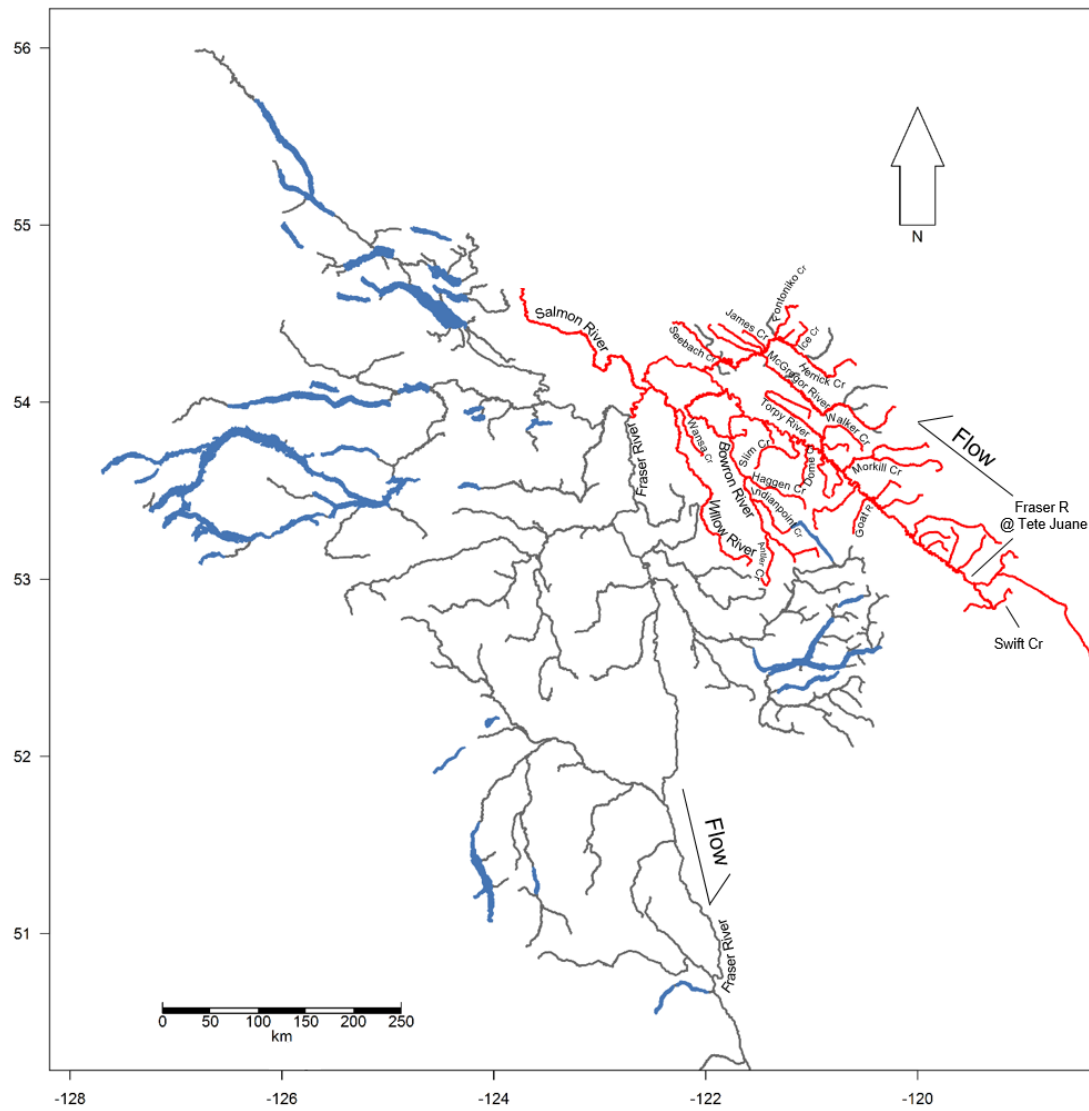 56
55
54
53
52
51
-128
-126
-124
-122
-120
N
Salmon River
Seebach Cr
James Cr
Fontoniko Cr
Ice Cr
Herrick Cr
McGregor River
Walker Cr
Torpy River
Morkill Cr
Flow
Fraser R
@ Tete Juane
Swift Cr
Goat R
Dome Cr
Slim Cr
Haggen Cr
Indianpoint Cr
Bowron River
Wansa Cr
Willow River
Antler Cr
Fraser River
Flow
Fraser River
0 50 100 150 200 250
km